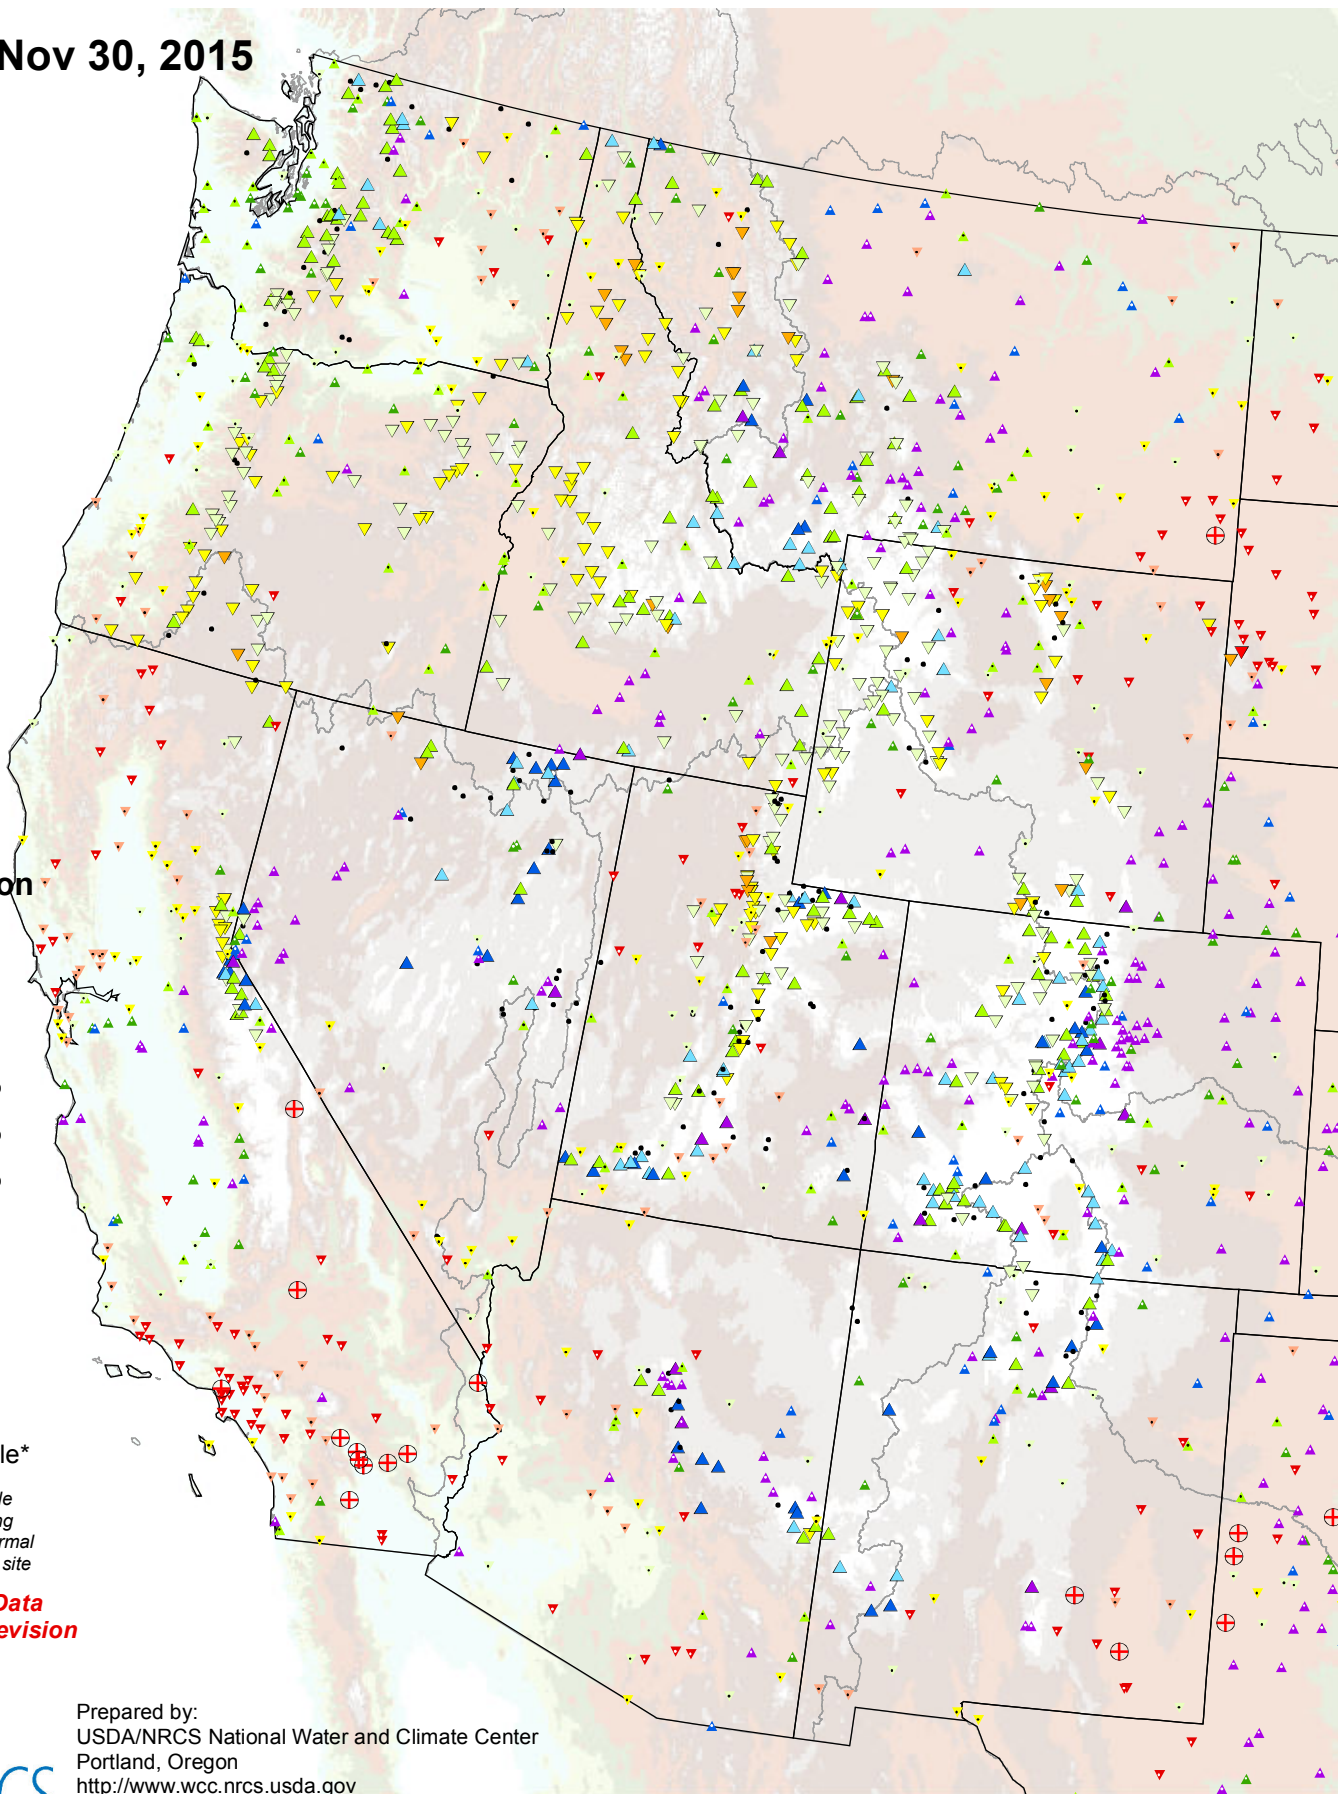 Nov 30, 2015
on
le*
le
ng
rmal
site
Data
evision
Prepared by:
USDA/NRCS National Water and Climate Center
Portland, Oregon
http://www.wcc.nrcs.usda.gov
CS